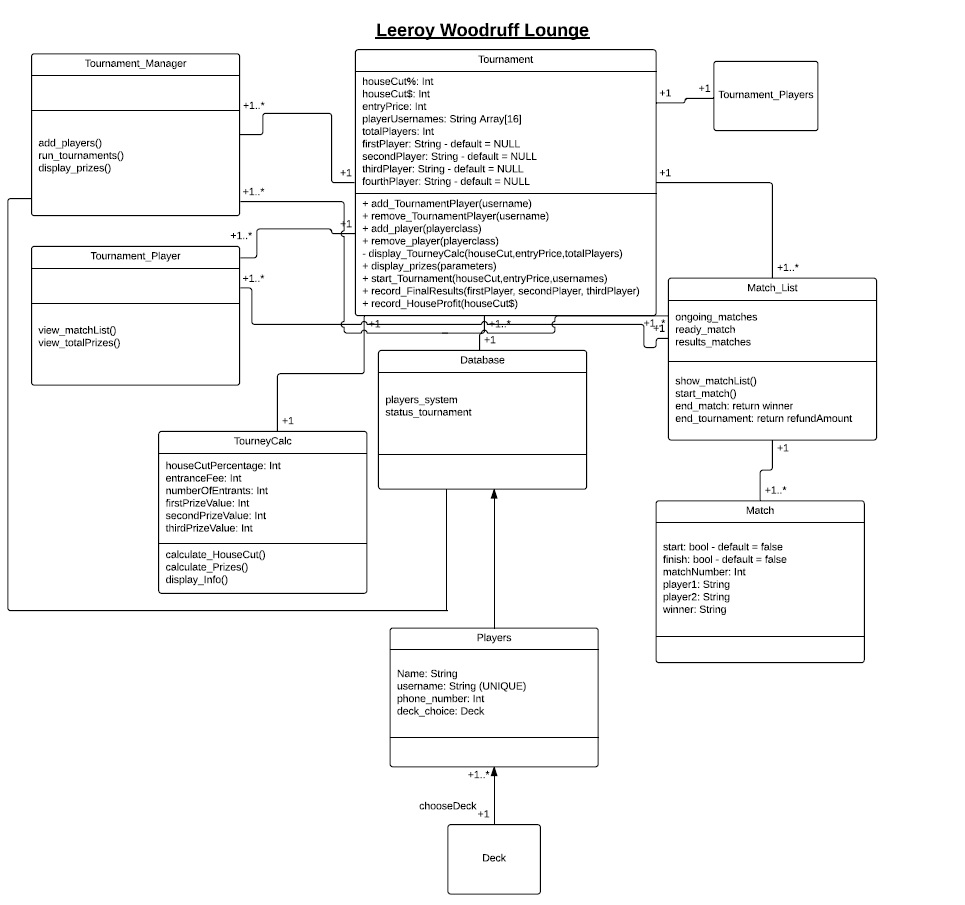 Leeroy Woodruff Lounge
Tournament_Manager
add_players()
run_tournaments()
display_prizes()
+1..*
+1..*
+1
+1
Tournament
houseCut%: Int
houseCut$: Int
entryPrice: Int
playerUsernames: String Array[16]
totalPlayers: Int
firstPlayer: String - default = NULL
secondPlayer: String - default = NULL
thirdPlayer: String - default = NULL
fourthPlayer: String - default = NULL
+ add_TournamentPlayer(username)
+ remove_TournamentPlayer(username)
+ add_player(playerclass)
+ remove_player(playerclass)
- display_TourneyCalc(houseCut,entryPrice,totalPlayers)
+ display_prizes(parameters)
+ start_Tournament(houseCut,entryPrice,usernames)
+ record_FinalResults(firstPlayer, secondPlayer, thirdPlayer)
+ record_HouseProfit(houseCut$)
+1
+1
Tournament_Players
+1
+1..*
Tournament_Player
view_matchList()
view_totalPrizes()
+1..*
+1..*
Match_List
ongoing_matches
ready_match
results_matches
show_matchList()
start_match()
end_match: return winner
end_tournament: return refundAmount
+1
+1..*
+1..*
+1
+1
Database
players_system
status_tournament
+1
TourneyCalc
houseCutPercentage: Int
entranceFee: Int
numberOfEntrants: Int
firstPrizeValue: Int
secondPrizeValue: Int
thirdPrizeValue: Int
calculate_HouseCut()
calculate_Prizes()
display_Info()
+1
+1..*
Match
start: bool - default = false
finish: bool - default = false
matchNumber: Int
player1: String
player2: String
winner: String
Players
Name: String
username: String (UNIQUE)
phone_number: Int
deck_choice: Deck
+1..*
chooseDeck
+1
Deck